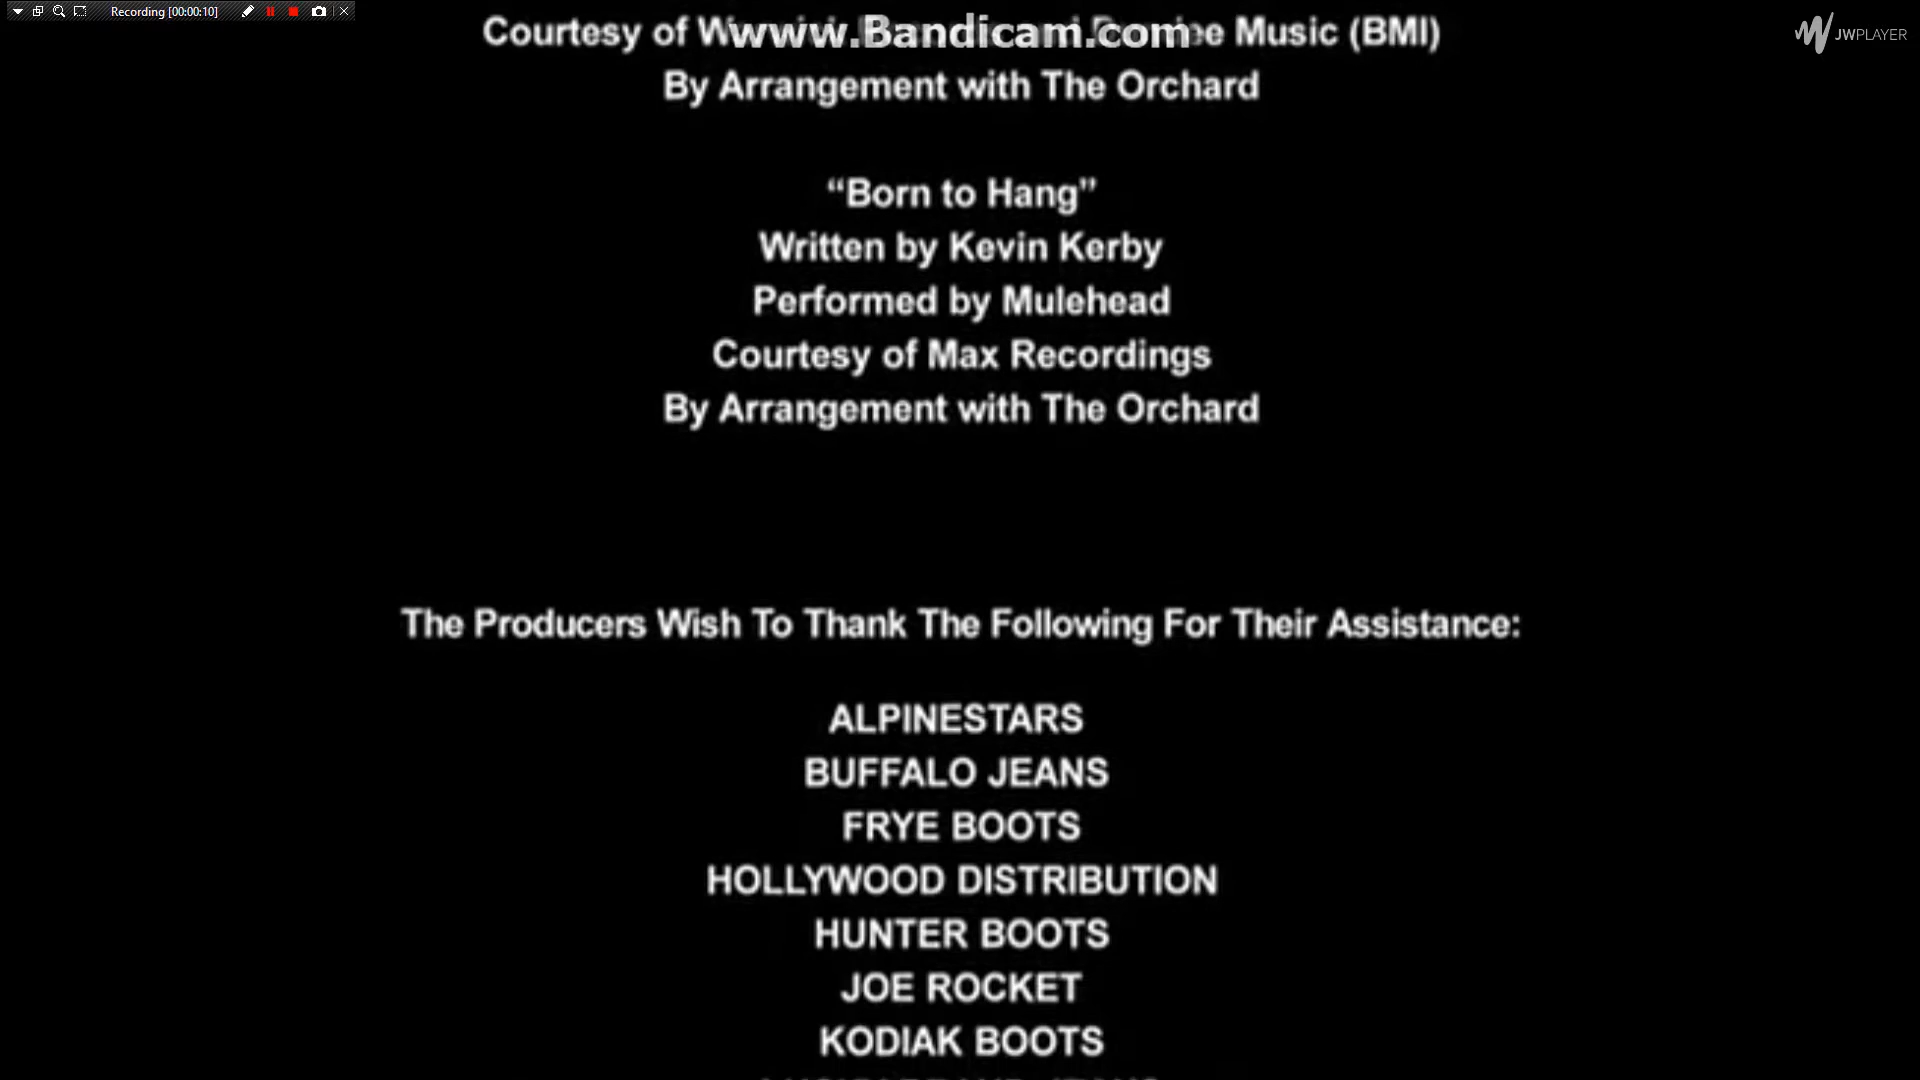 Recording [00:00:10]
www.Bandicam.com
JWPLAYER
Courtesy of Music (BMI)
By Arrangement with The Orchard
“Born to Hang”
Written by Kevin Kerby
Performed by Mulehead
Courtesy of Max Recordings
By Arrangement with The Orchard
The Producers Wish To Thank The Following For Their Assistance:
ALPINESTARS
BUFFALO JEANS
FRYE BOOTS
HOLLYWOOD DISTRIBUTION
HUNTER BOOTS
JOE ROCKET
KODIAK BOOTS